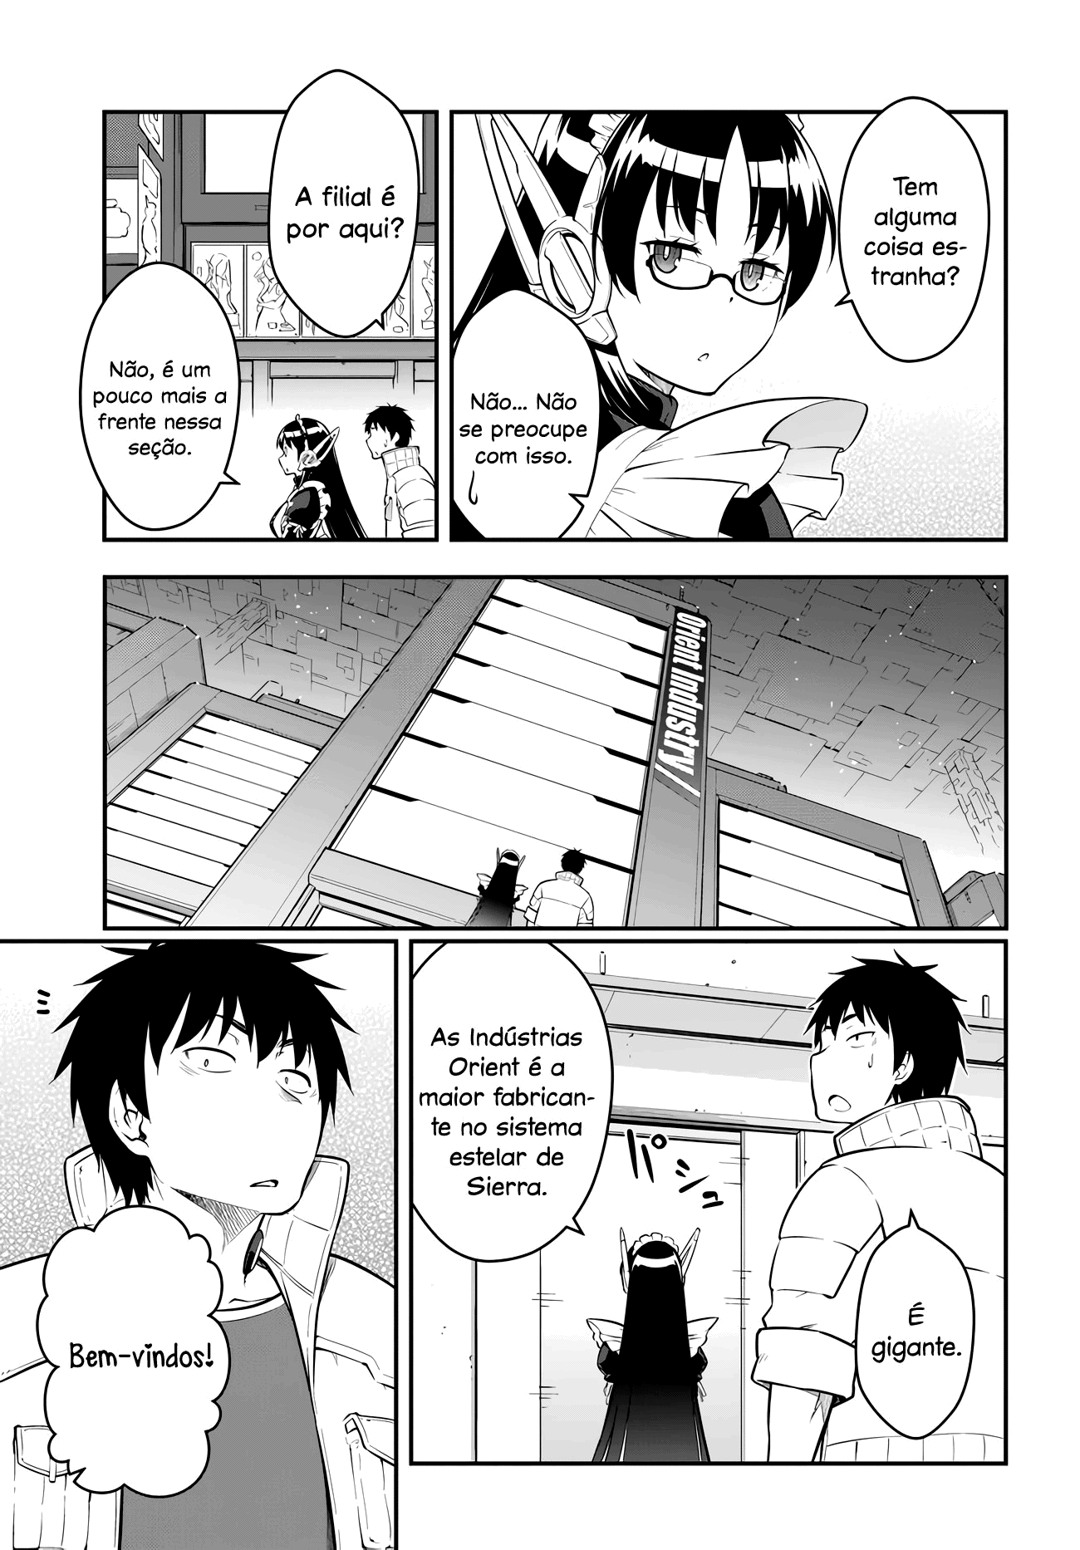 Tem
alguma
coisa es-
tranha?
Não... Não
se preocupe
com isso.
A filial é
por aqui?
Não, é um
pouco mais a
frente nessa
seção.
Orient Industry
É
gigante.
As Indústrias
Orient é a
maior fabrican-
te no sistema
estelar de
Sierra.
パシュ
Bem-vindos!